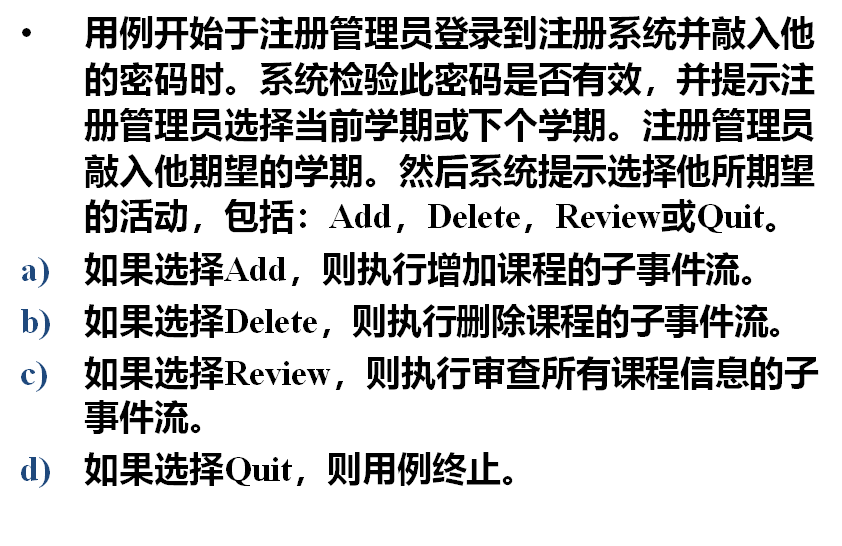 • 用例开始于注册管理员登录到注册系统并敲入他
的密码时。系统检验此密码是否有效，并提示注
册管理员选择当前学期或下个学期。注册管理员
敲入他期望的学期。然后系统提示选择他所期望
的活动，包括：Add，Delete，Review或Quit。
a) 如果选择Add，则执行增加课程的子事件流。
b) 如果选择Delete，则执行删除课程的子事件流。
c) 如果选择Review，则执行审查所有课程信息的子
事件流。
d) 如果选择Quit，则用例终止。